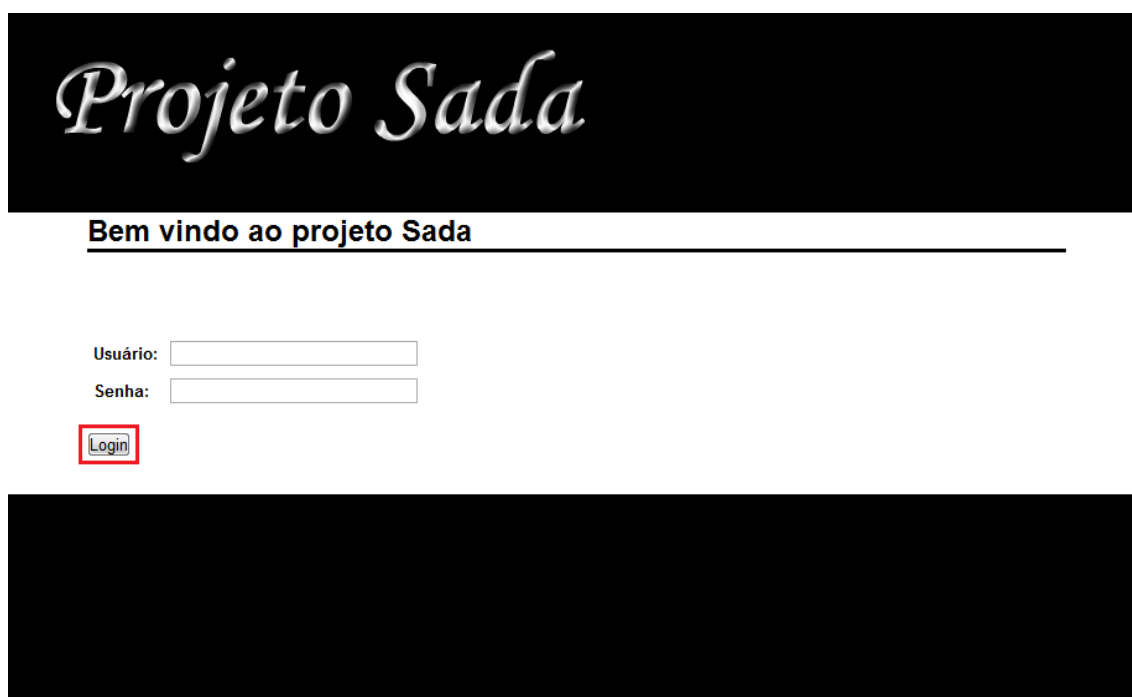 Projeto Sada
Bem vindo ao projeto Sada
Usuário:
Senha:
Login